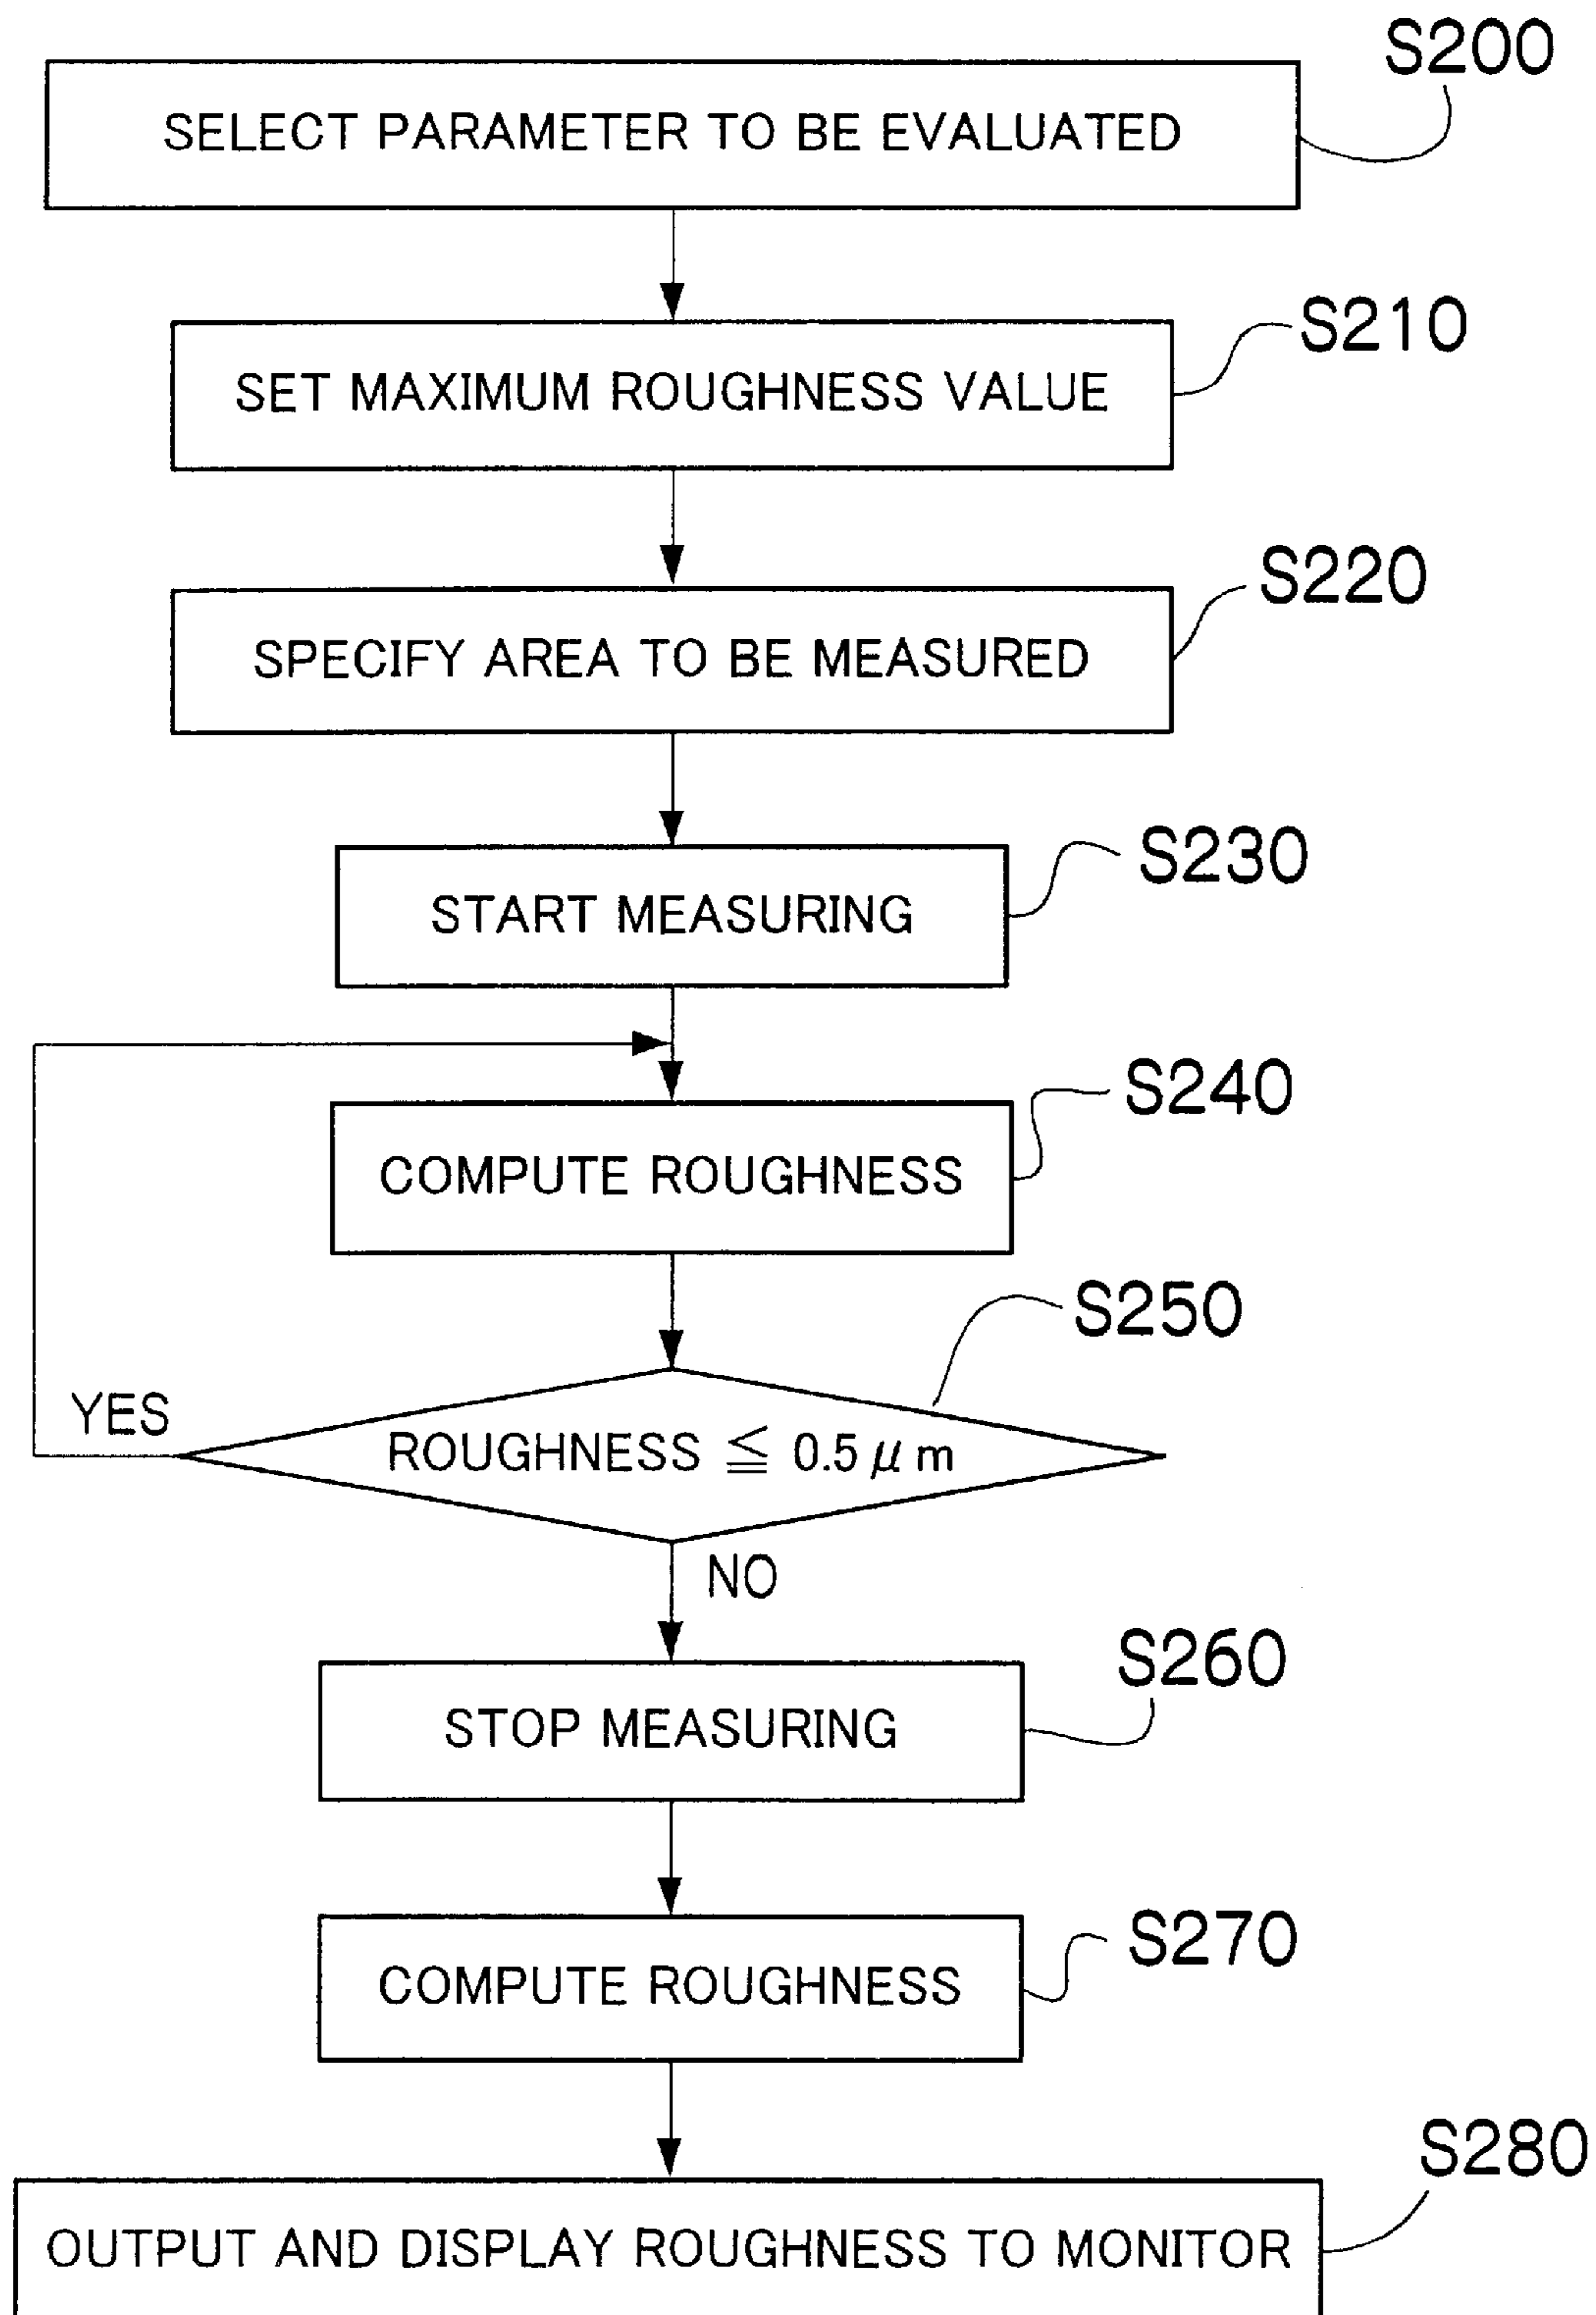 S200
SELECT PARAMETER TO BE EVALUATED
S210
SET MAXIMUM ROUGHNESS VALUE
S220
SPECIFY AREA TO BE MEASURED
S230
START MEASURING
S240
COMPUTE ROUGHNESS
S250
YES
ROUGHNESS ≦ 0.5 μm
NO
S260
STOP MEASURING
S270
COMPUTE ROUGHNESS
S280
OUTPUT AND DISPLAY ROUGHNESS TO MONITOR